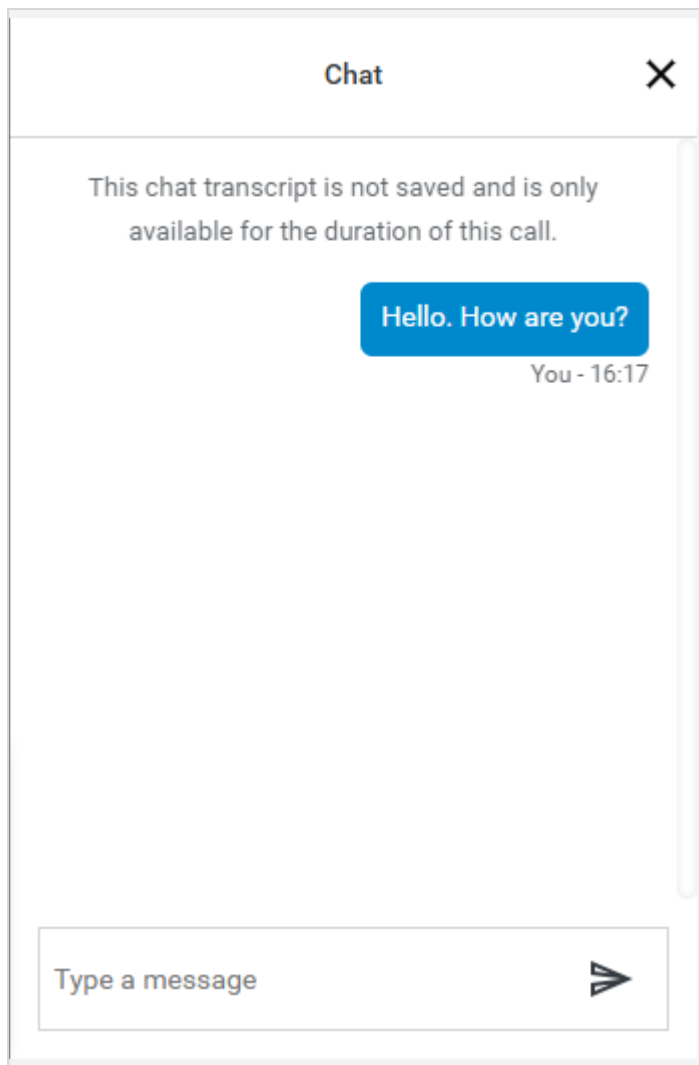 Chat
This chat transcript is not saved and is only
available for the duration of this call.
Hello. How are you?
You - 16:17
Type a message